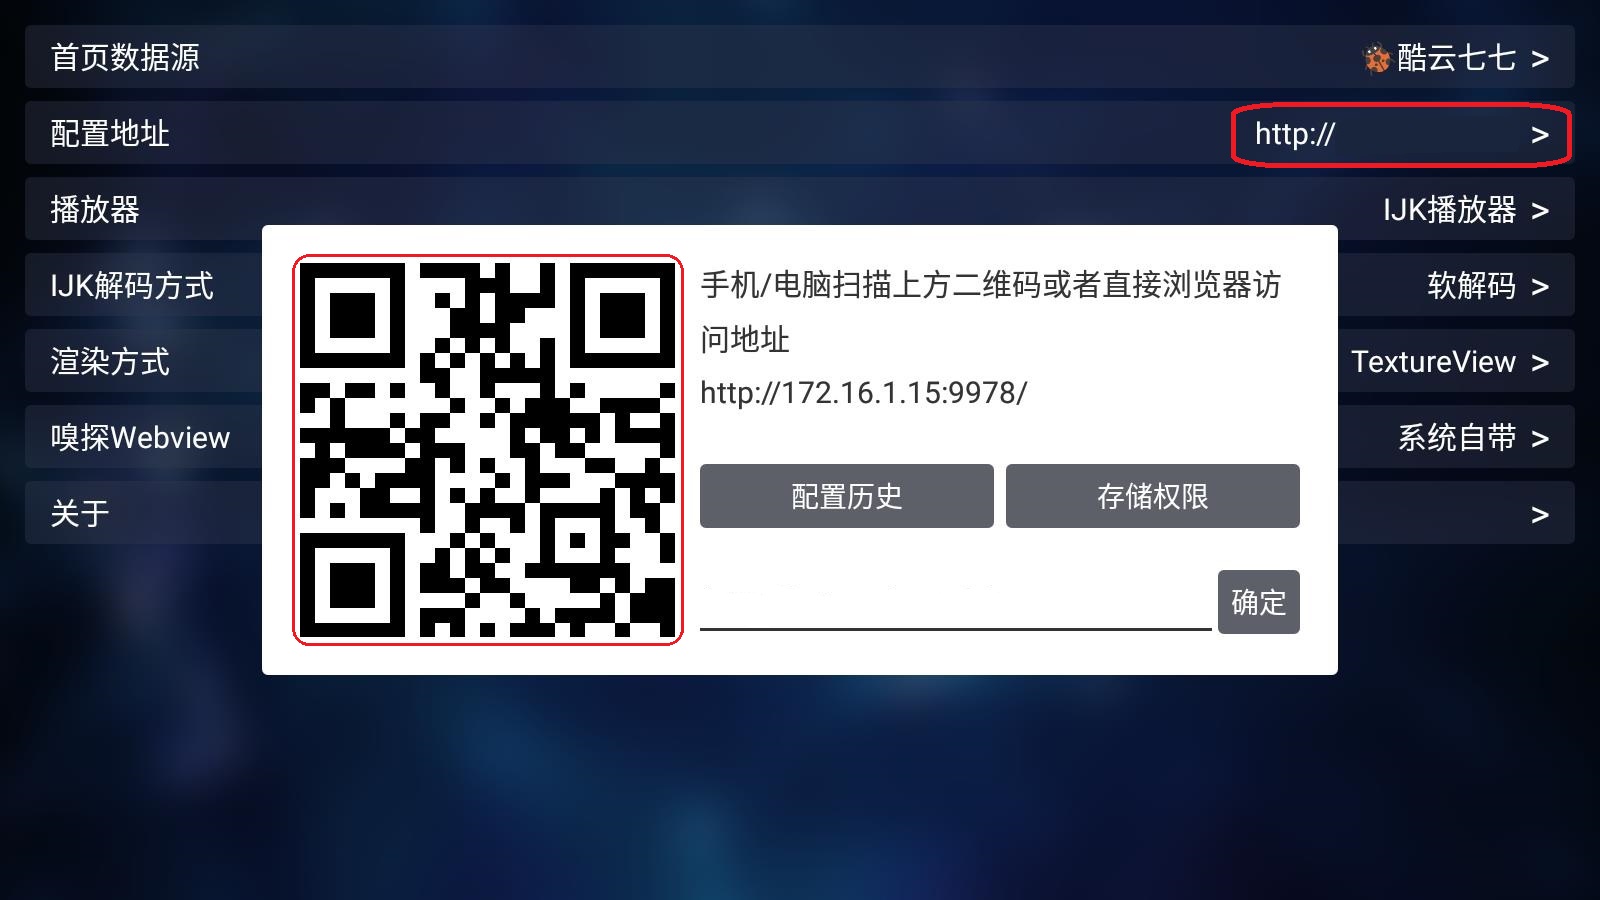 首页数据源
酷云七七 >
配置地址
http:// >
播放器
IJK播放器 >
IJK解码方式
软解码 >
渲染方式
TextureView >
嗅探Webview
系统自带 >
关于
>
手机/电脑扫描上方二维码或者直接浏览器访
问地址
http://172.16.1.15:9978/
配置历史
存储权限
确定